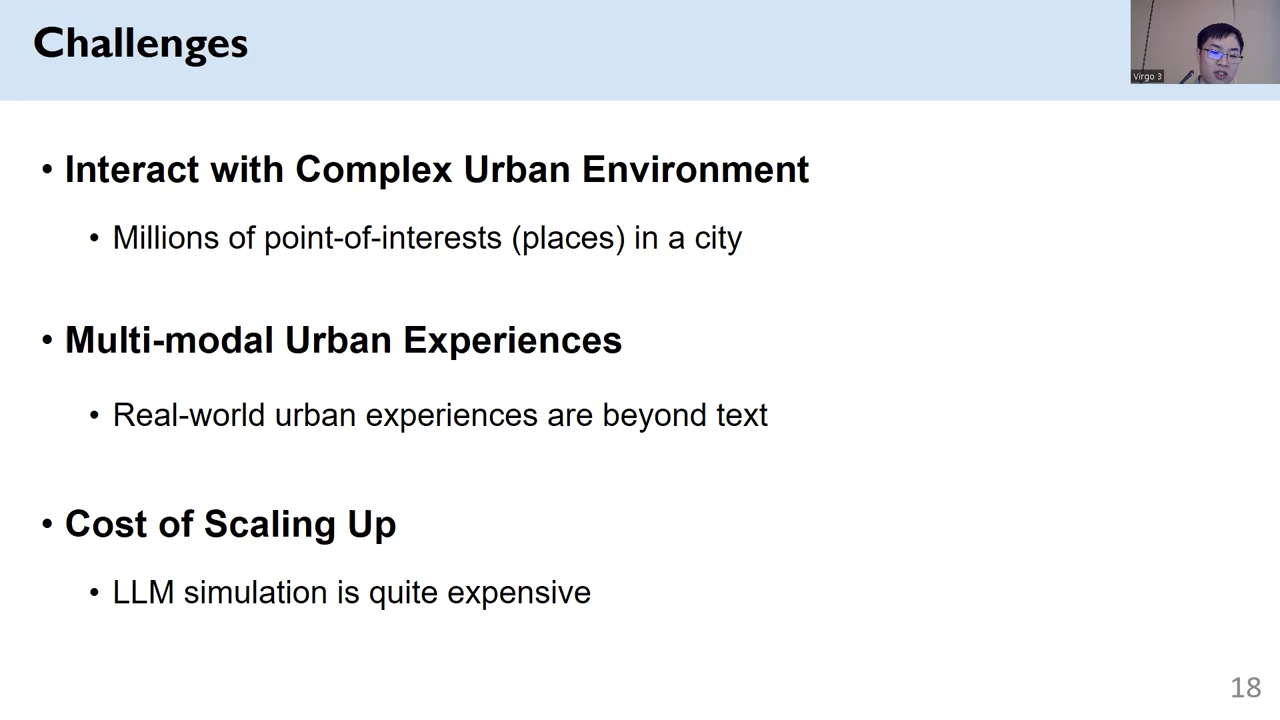 Challenges
Virgo 3
• Interact with Complex Urban Environment
• Millions of point-of-interests (places) in a city
• Multi-modal Urban Experiences
• Real-world urban experiences are beyond text
• Cost of Scaling Up
• LLM simulation is quite expensive
18